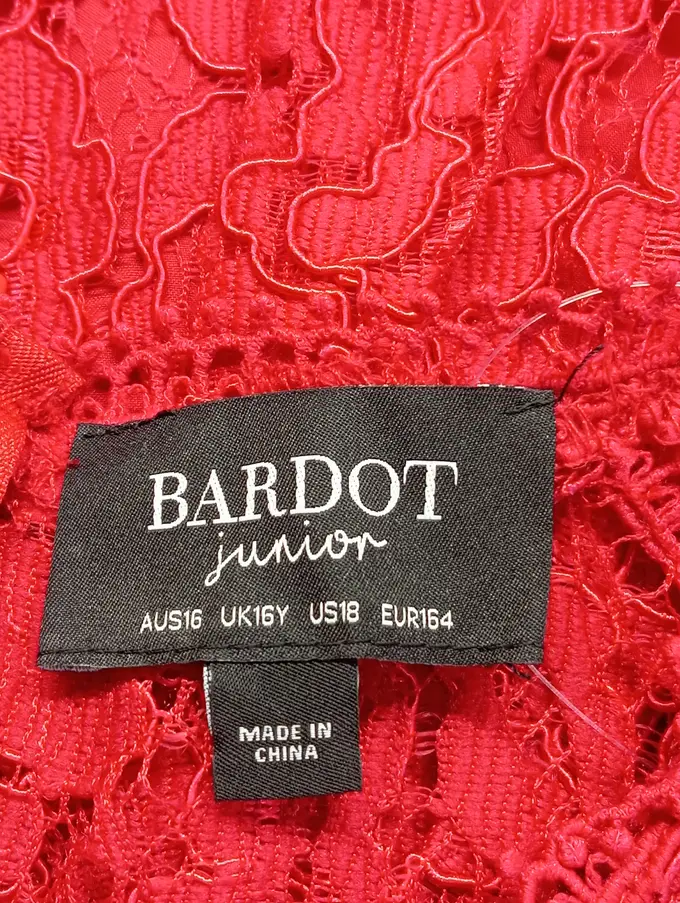 BARDOT
junior
AUS16 UK16Y US18 EUR164
MADE IN
CHINA